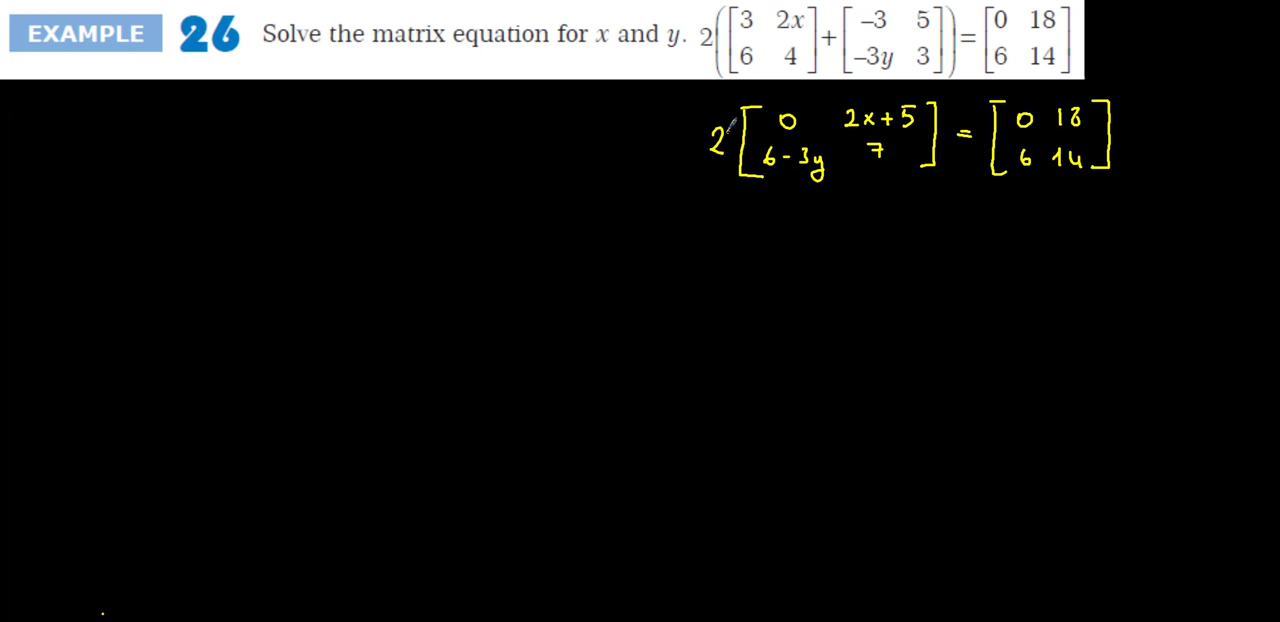 EXAMPLE 26 Solve the matrix equation for x and y. 2([3 2x] + [–3 5]) = [0 18]
[6 4] [–3y 3] [6 14]
2 [0 2x+5] = [0 18]
[6-3y 7] [6 14]